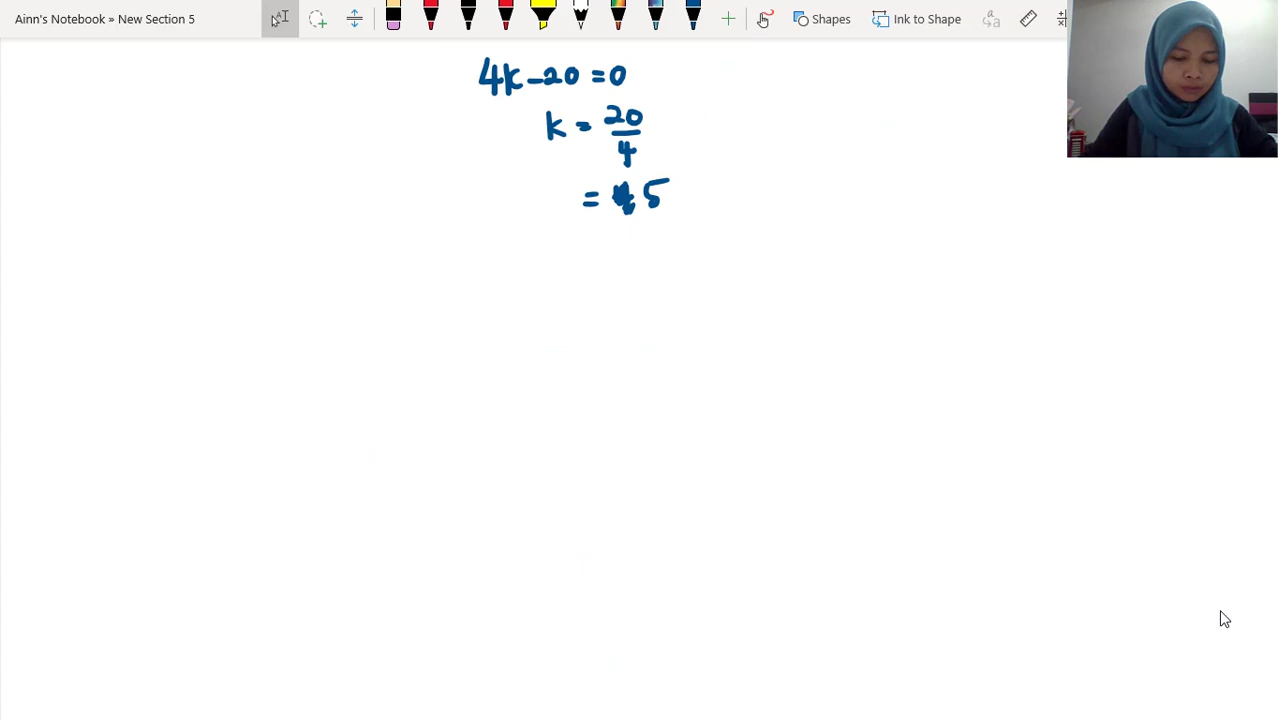 Ainn's Notebook » New Section 5
Shapes
Ink to Shape
4k - 20 = 0
k = 20/4
= 5